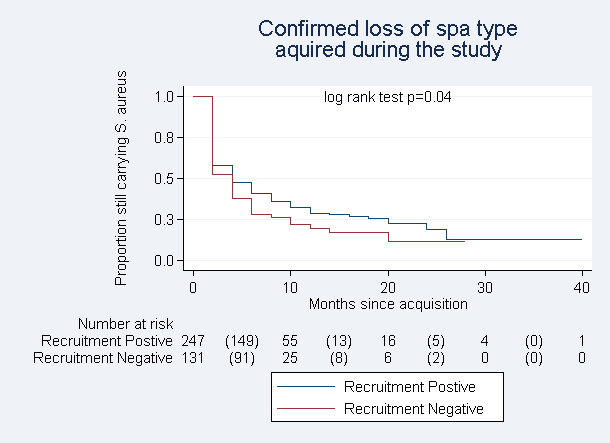 Confirmed loss of spa type
aquired during the study
Proportion still carrying S. aureus
1.0
0.8
0.5
0.3
0.0
log rank test p=0.04
0 10 20 30 40
Months since acquisition
Number at risk
Recruitment Postive 247 (149) 55 (13) 16 (5) 4 (0) 1
Recruitment Negative 131 (91) 25 (8) 6 (2) 0 (0) 0
Recruitment Postive
Recruitment Negative